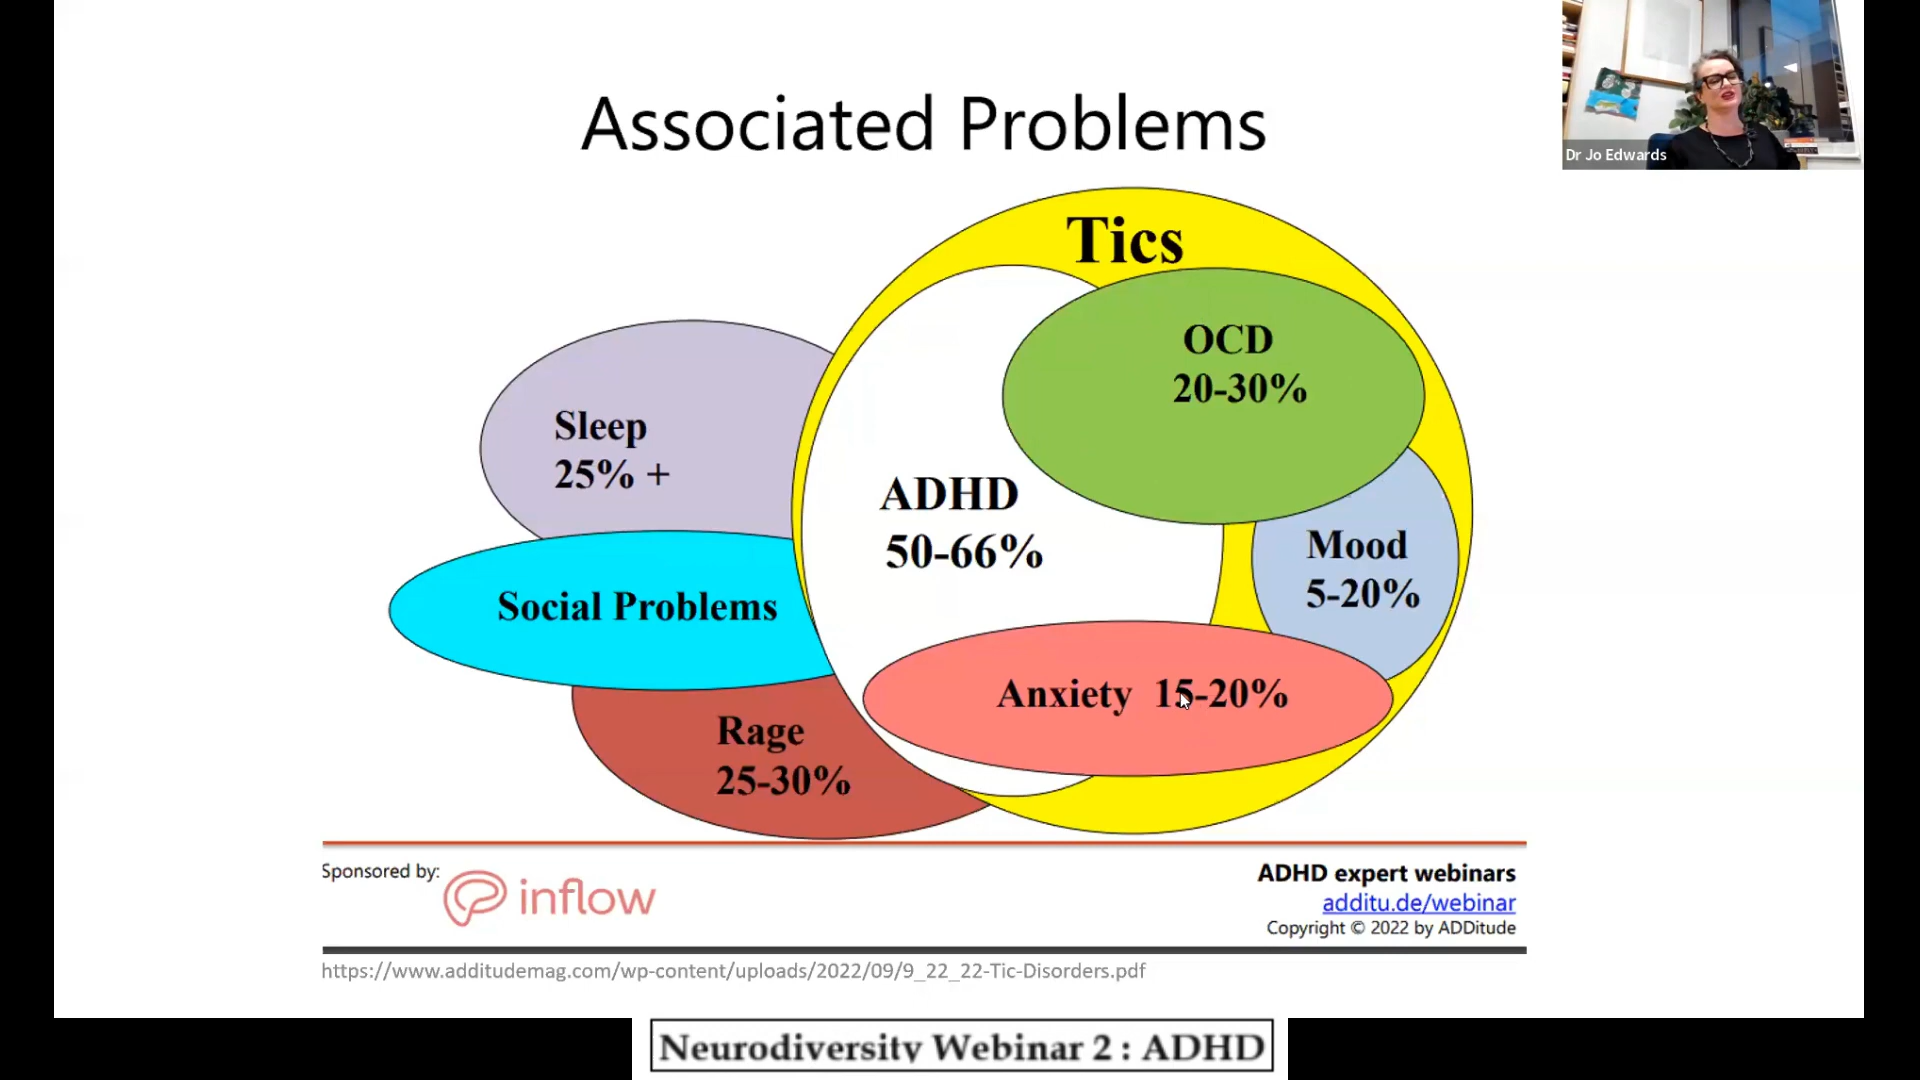 Associated Problems
Dr Jo Edwards
Tics
OCD
20-30%
Sleep
25% +
ADHD
50-66%
Mood
5-20%
Social Problems
Anxiety 15-20%
Rage
25-30%
Sponsored by:
inflow
ADHD expert webinars
additu.de/webinar
Copyright © 2022 by ADDitude
https://www.additudemag.com/wp-content/uploads/2022/09/9_22_22-Tic-Disorders.pdf
Neurodiversity Webinar 2 : ADHD